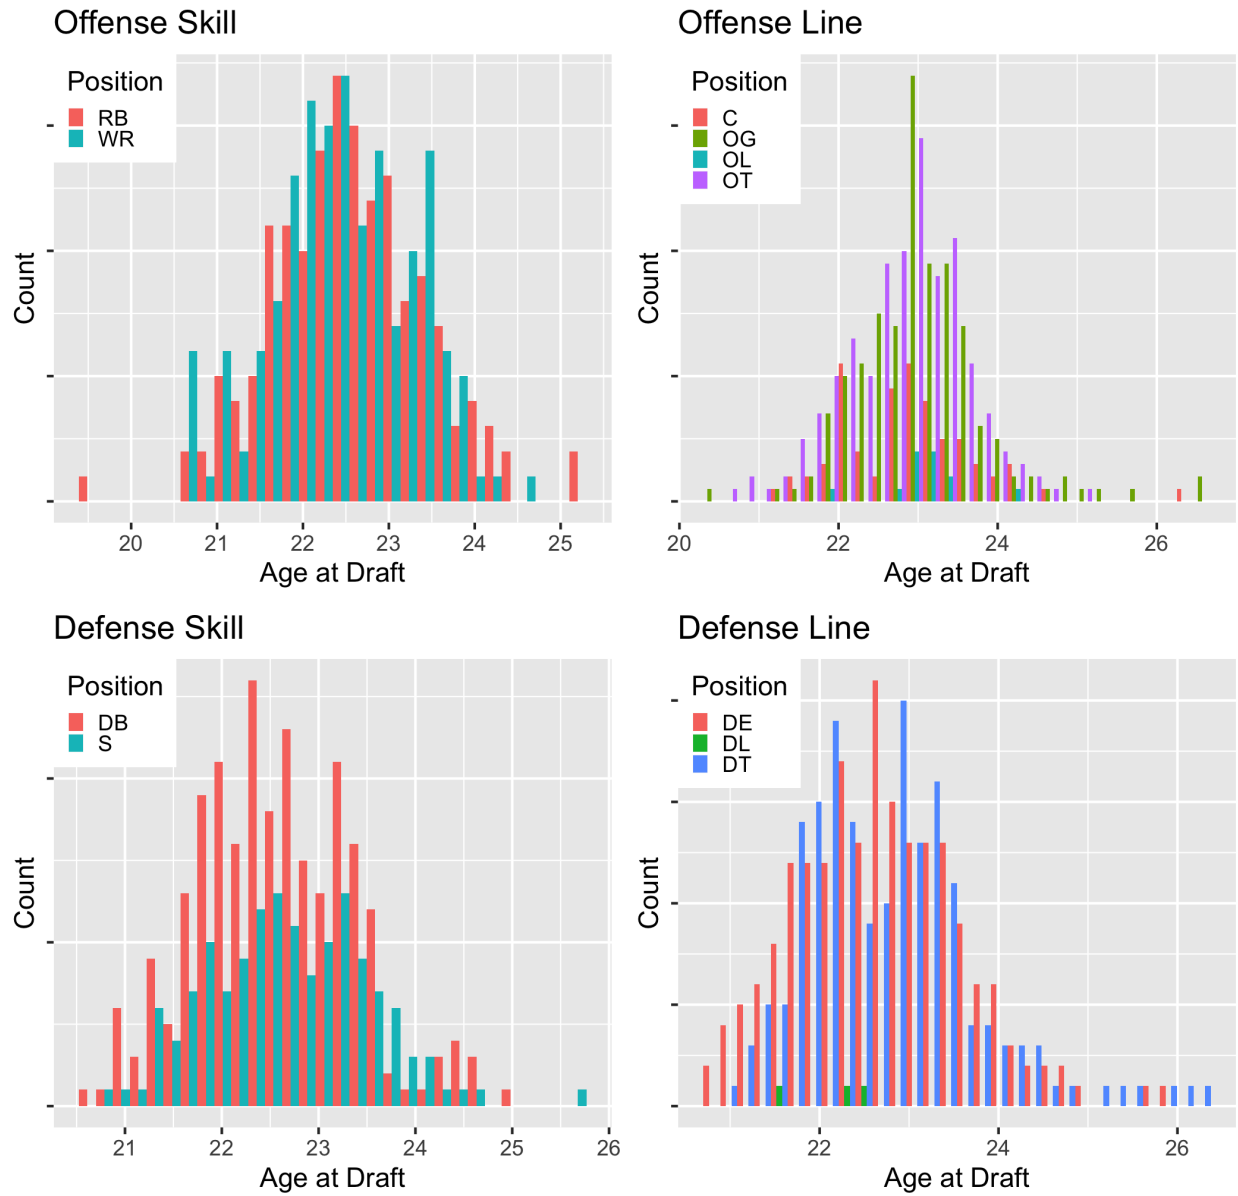 Offense Skill
Position
RB
WR
Count
20 21 22 23 24 25
Age at Draft
Offense Line
Position
C
OG
OL
OT
Count
20 22 24 26
Age at Draft
Defense Skill
Position
DB
S
Count
21 22 23 24 25 26
Age at Draft
Defense Line
Position
DE
DL
DT
Count
22 24 26
Age at Draft